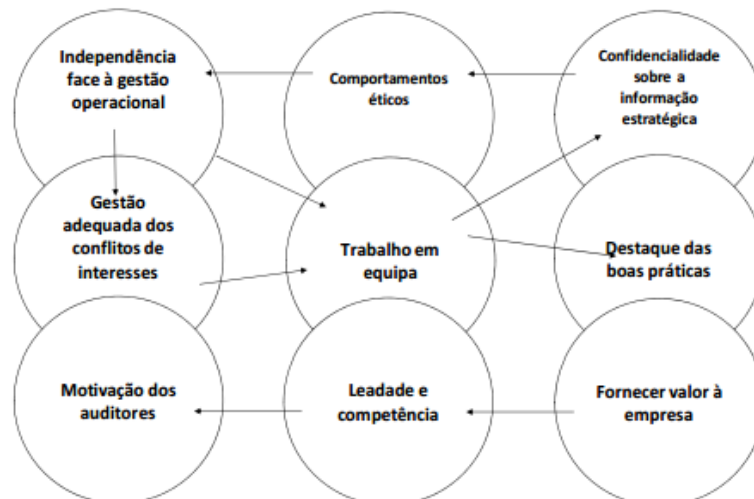 Independência
face à gestão
operacional
Comportamentos
éticos
Confidencialidade
sobre a
informação
estratégica
Gestão
adequada dos
conflitos de
interesses
Trabalho em
equipa
Destaque das
boas práticas
Motivação dos
auditores
Leadade e
competência
Fornecer valor à
empresa